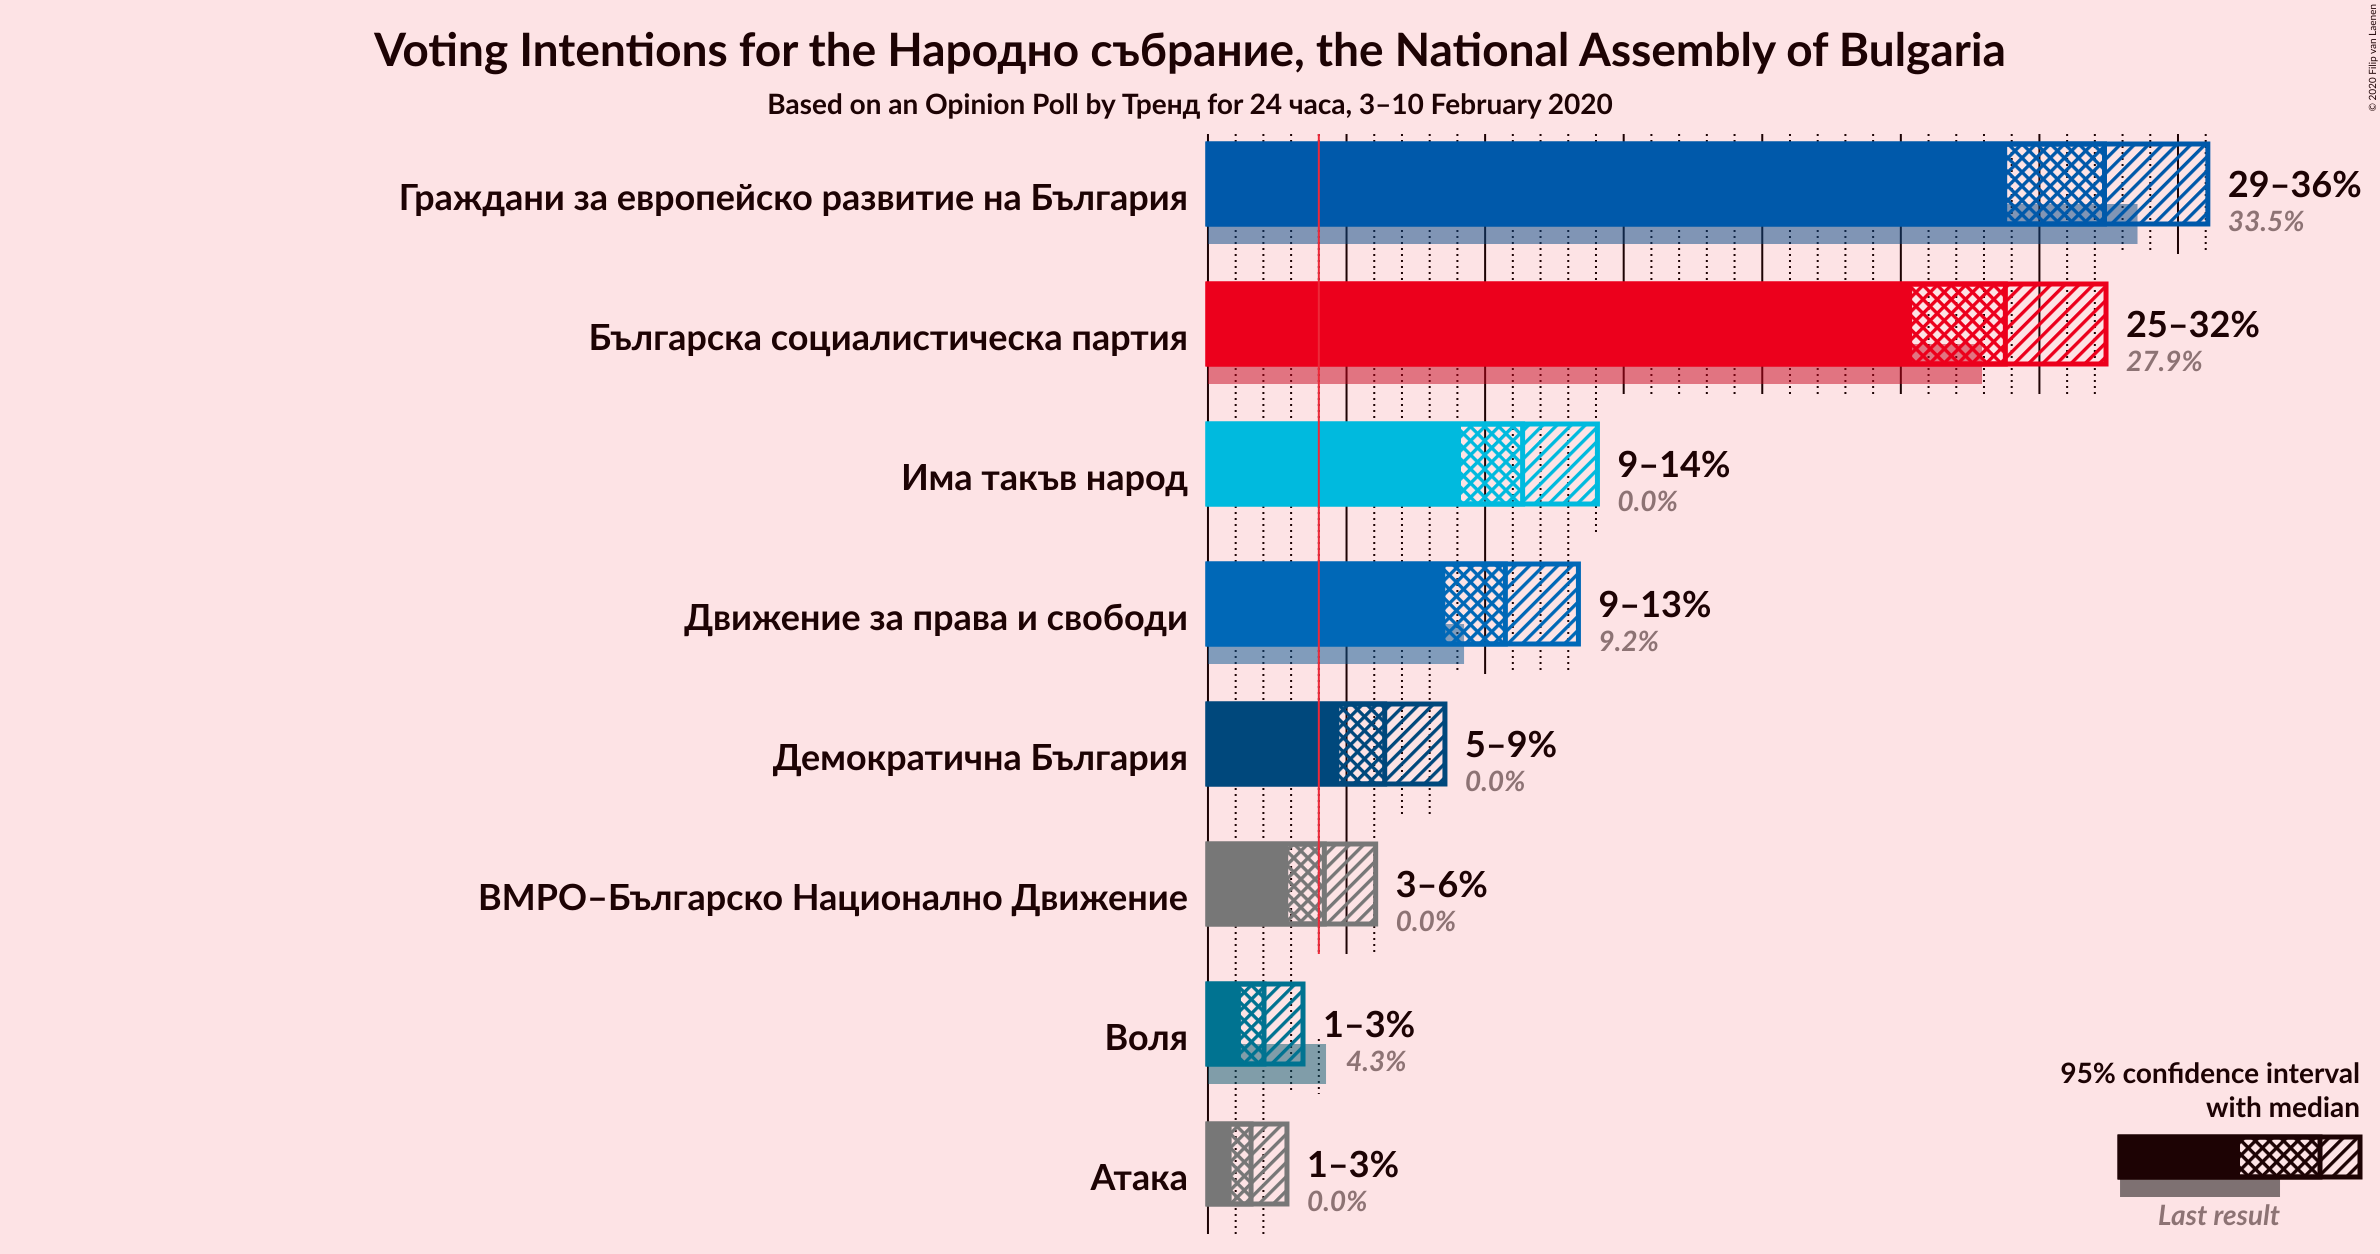 Voting Intentions for the Народно събрание, the National Assembly of Bulgaria
Based on an Opinion Poll by Тренд for 24 часа, 3–10 February 2020
© 2020 Filip van Laenen
Граждани за европейско развитие на България
29–36%
33.5%
Българска социалистическа партия
25–32%
27.9%
Има такъв народ
9–14%
0.0%
Движение за права и свободи
9–13%
9.2%
Демократична България
5–9%
0.0%
ВМРО–Българско Национално Движение
3–6%
0.0%
Воля
1–3%
4.3%
Атака
1–3%
0.0%
95% confidence interval
with median
Last result